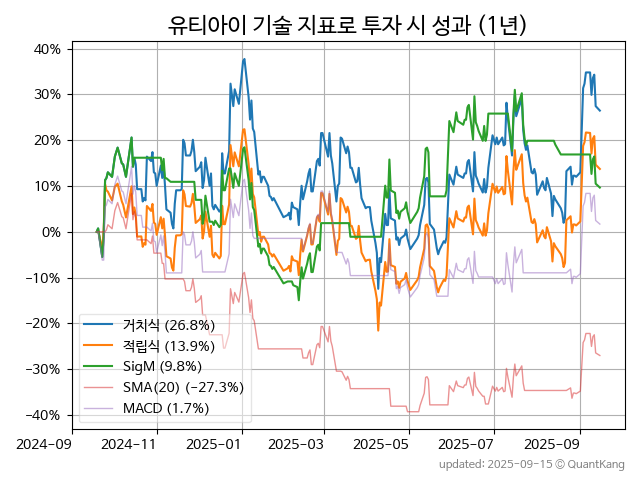 유티아이 기술 지표로 투자 시 성과 (1년)
40%
30%
20%
10%
0%
−10%
−20%
−30%
−40%
거치식 (26.8%)
적립식 (13.9%)
SigM (9.8%)
SMA(20) (−27.3%)
MACD (1.7%)
2024-09 2024-11 2025-01 2025-03 2025-05 2025-07 2025-09
updated: 2025-09-15 ⓒ QuantKang